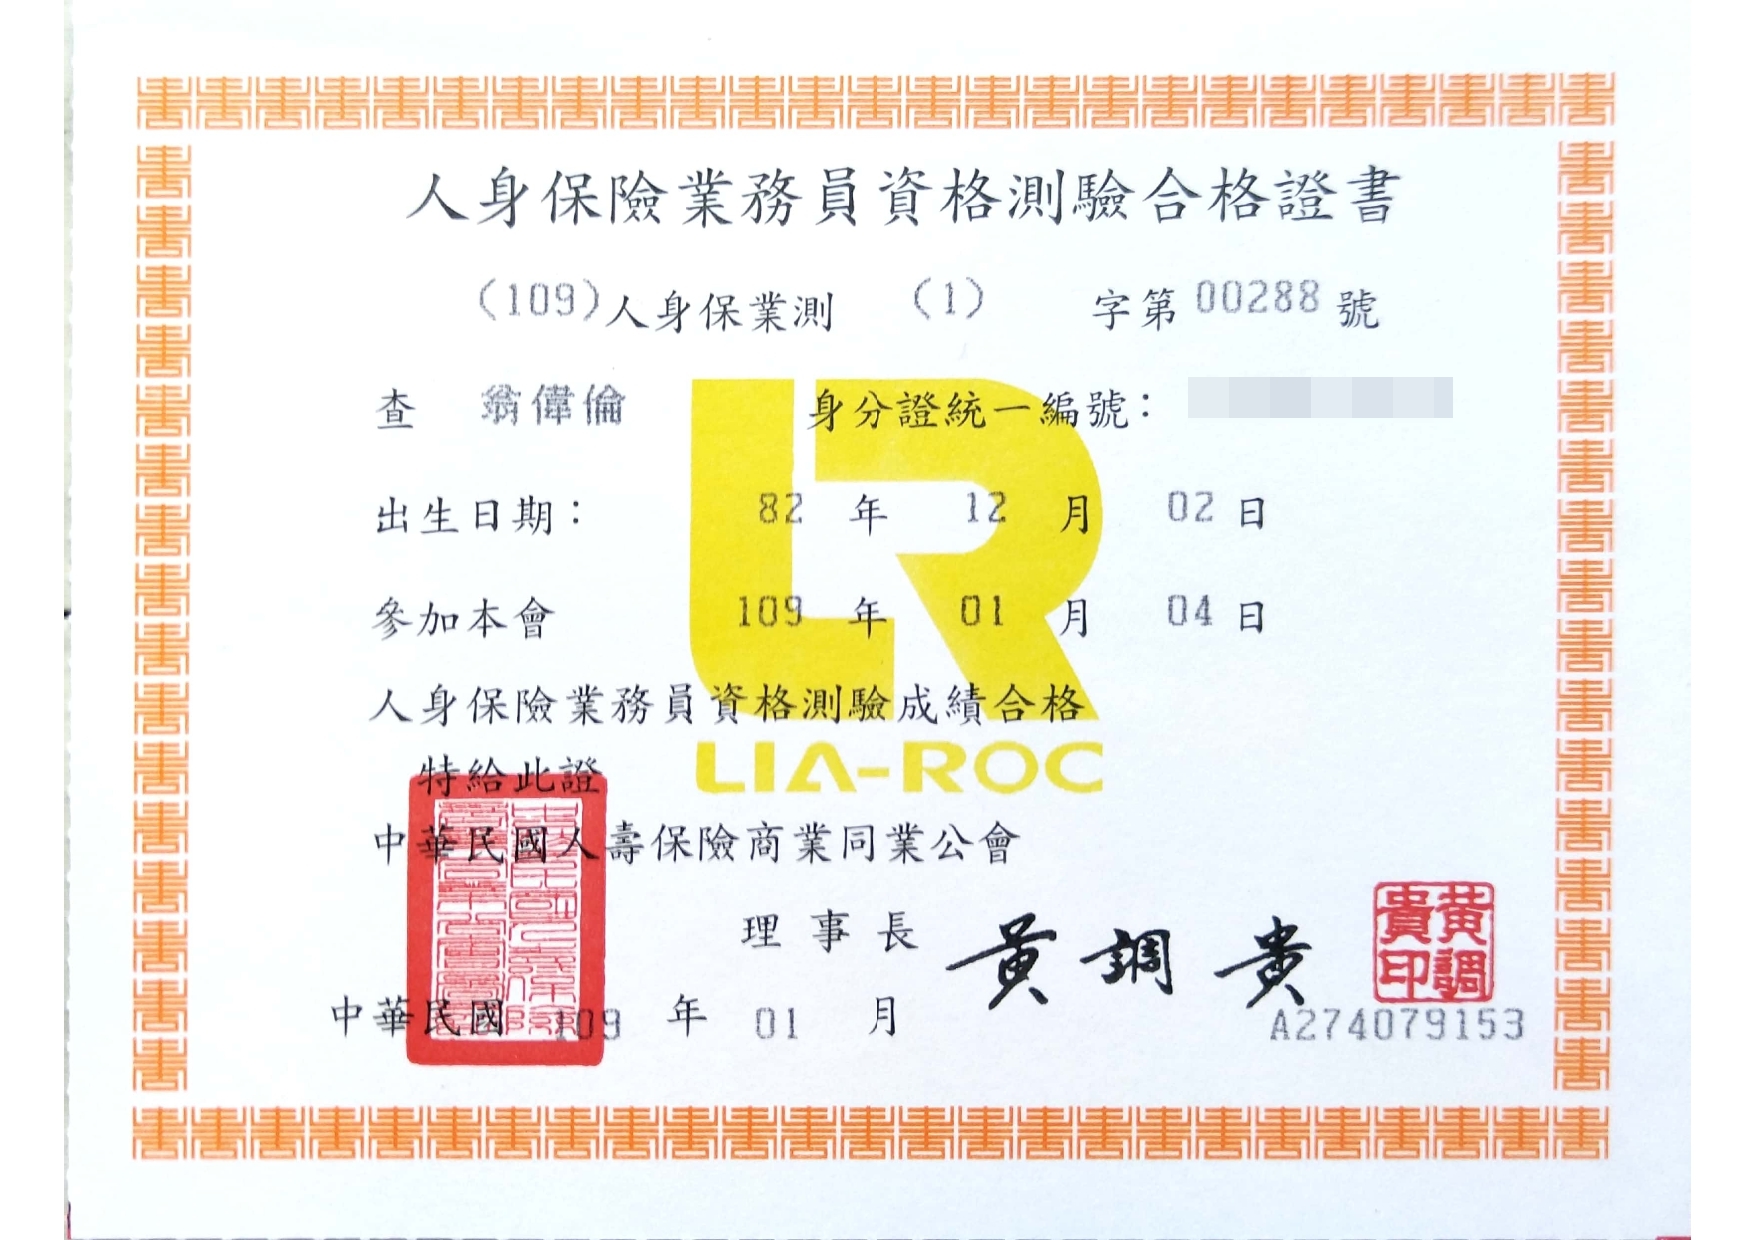 人身保險業務員資格測驗合格證書
(109)人身保業測 (1) 字第00288號
查 翁偉倫 身分證統一編號:
出生日期: 82 年 12 月 02 日
參加本會 109 年 01 月 04 日
人身保險業務員資格測驗成績合格
LIA-ROC
特給此證
中華民國人壽保險商業同業公會
理事長 黃調貴
黃調貴印
中華民國 109 年 01 月
A274079153